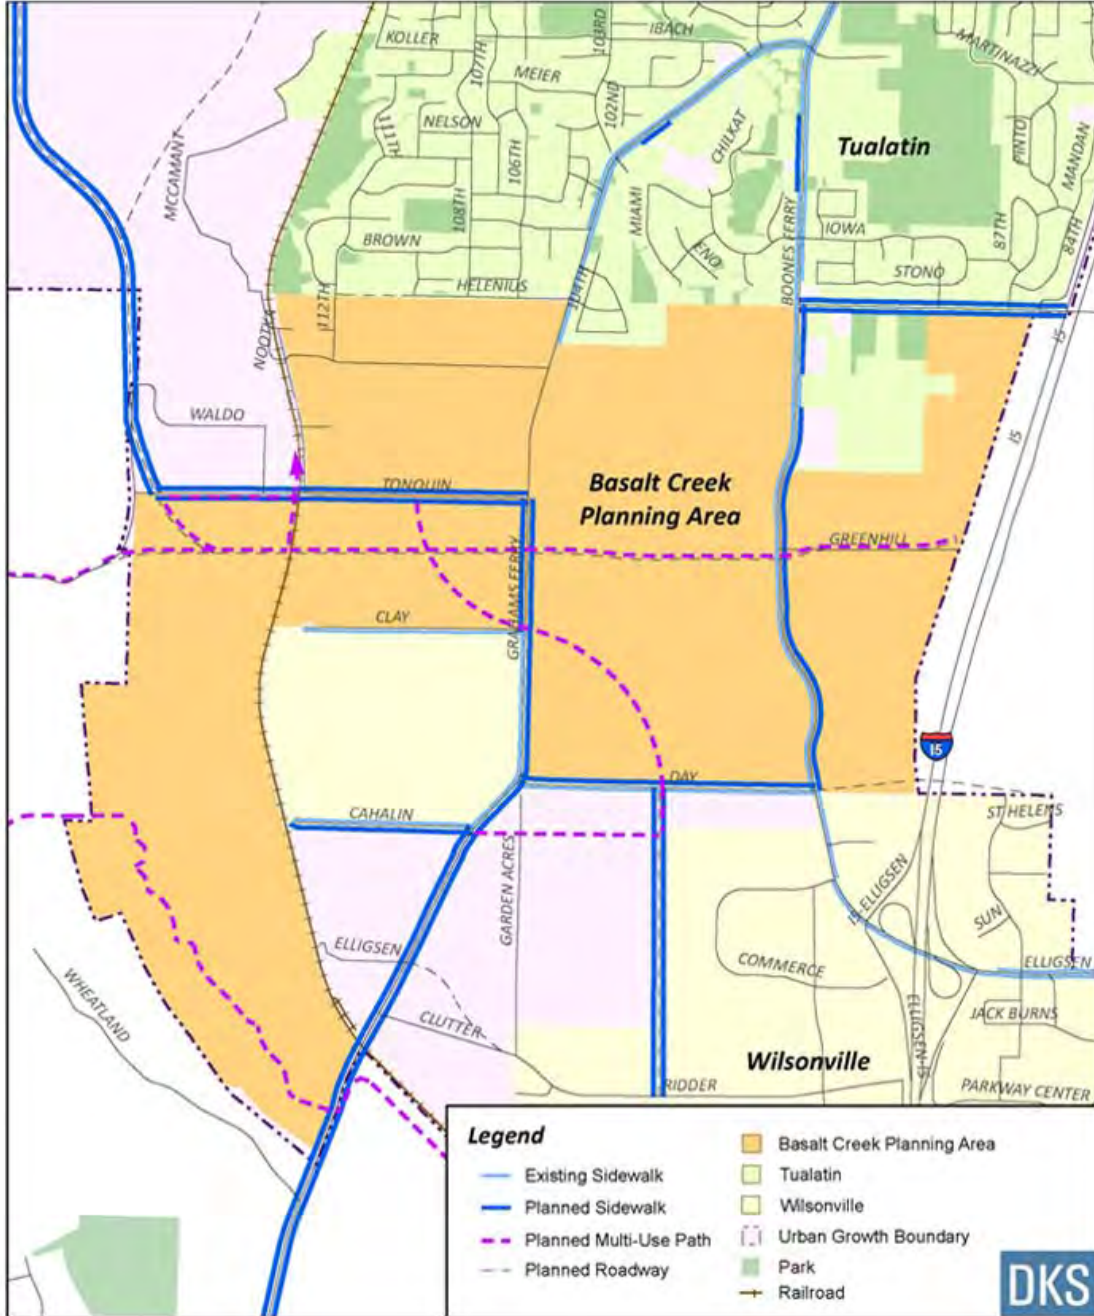 KOLLER
107TH
103RD
IBACH
MARTINAZZI
MEIER
102ND
NELSON
111TH
106TH
CHILKAT
Tualatin
PINTO
MANDAN
MCCAMANT
108TH
MIAMI
BROWN
ENO
BOONES FERRY
IOWA
87TH
84TH
STONO
HELENIUS
112TH
104TH
NOOTKA
I5
WALDO
I5
TONQUIN
Basalt Creek
Planning Area
GRAHAMS FERRY
GREENHILL
CLAY
15
DAY
CAHALIN
ST HELENS
GARDEN ACRES
I5-ELLIGSEN
SUN
ELLIGSEN
ELLIGSEN
COMMERCE
WHEATLAND
CLUTTER
ELLIGSEN-I5
JACK BURNS
Wilsonville
RIDDER
PARKWAY CENTER
Legend
Existing Sidewalk
Planned Sidewalk
Planned Multi-Use Path
Planned Roadway
Basalt Creek Planning Area
Tualatin
Wilsonville
Urban Growth Boundary
Park
Railroad
DKS